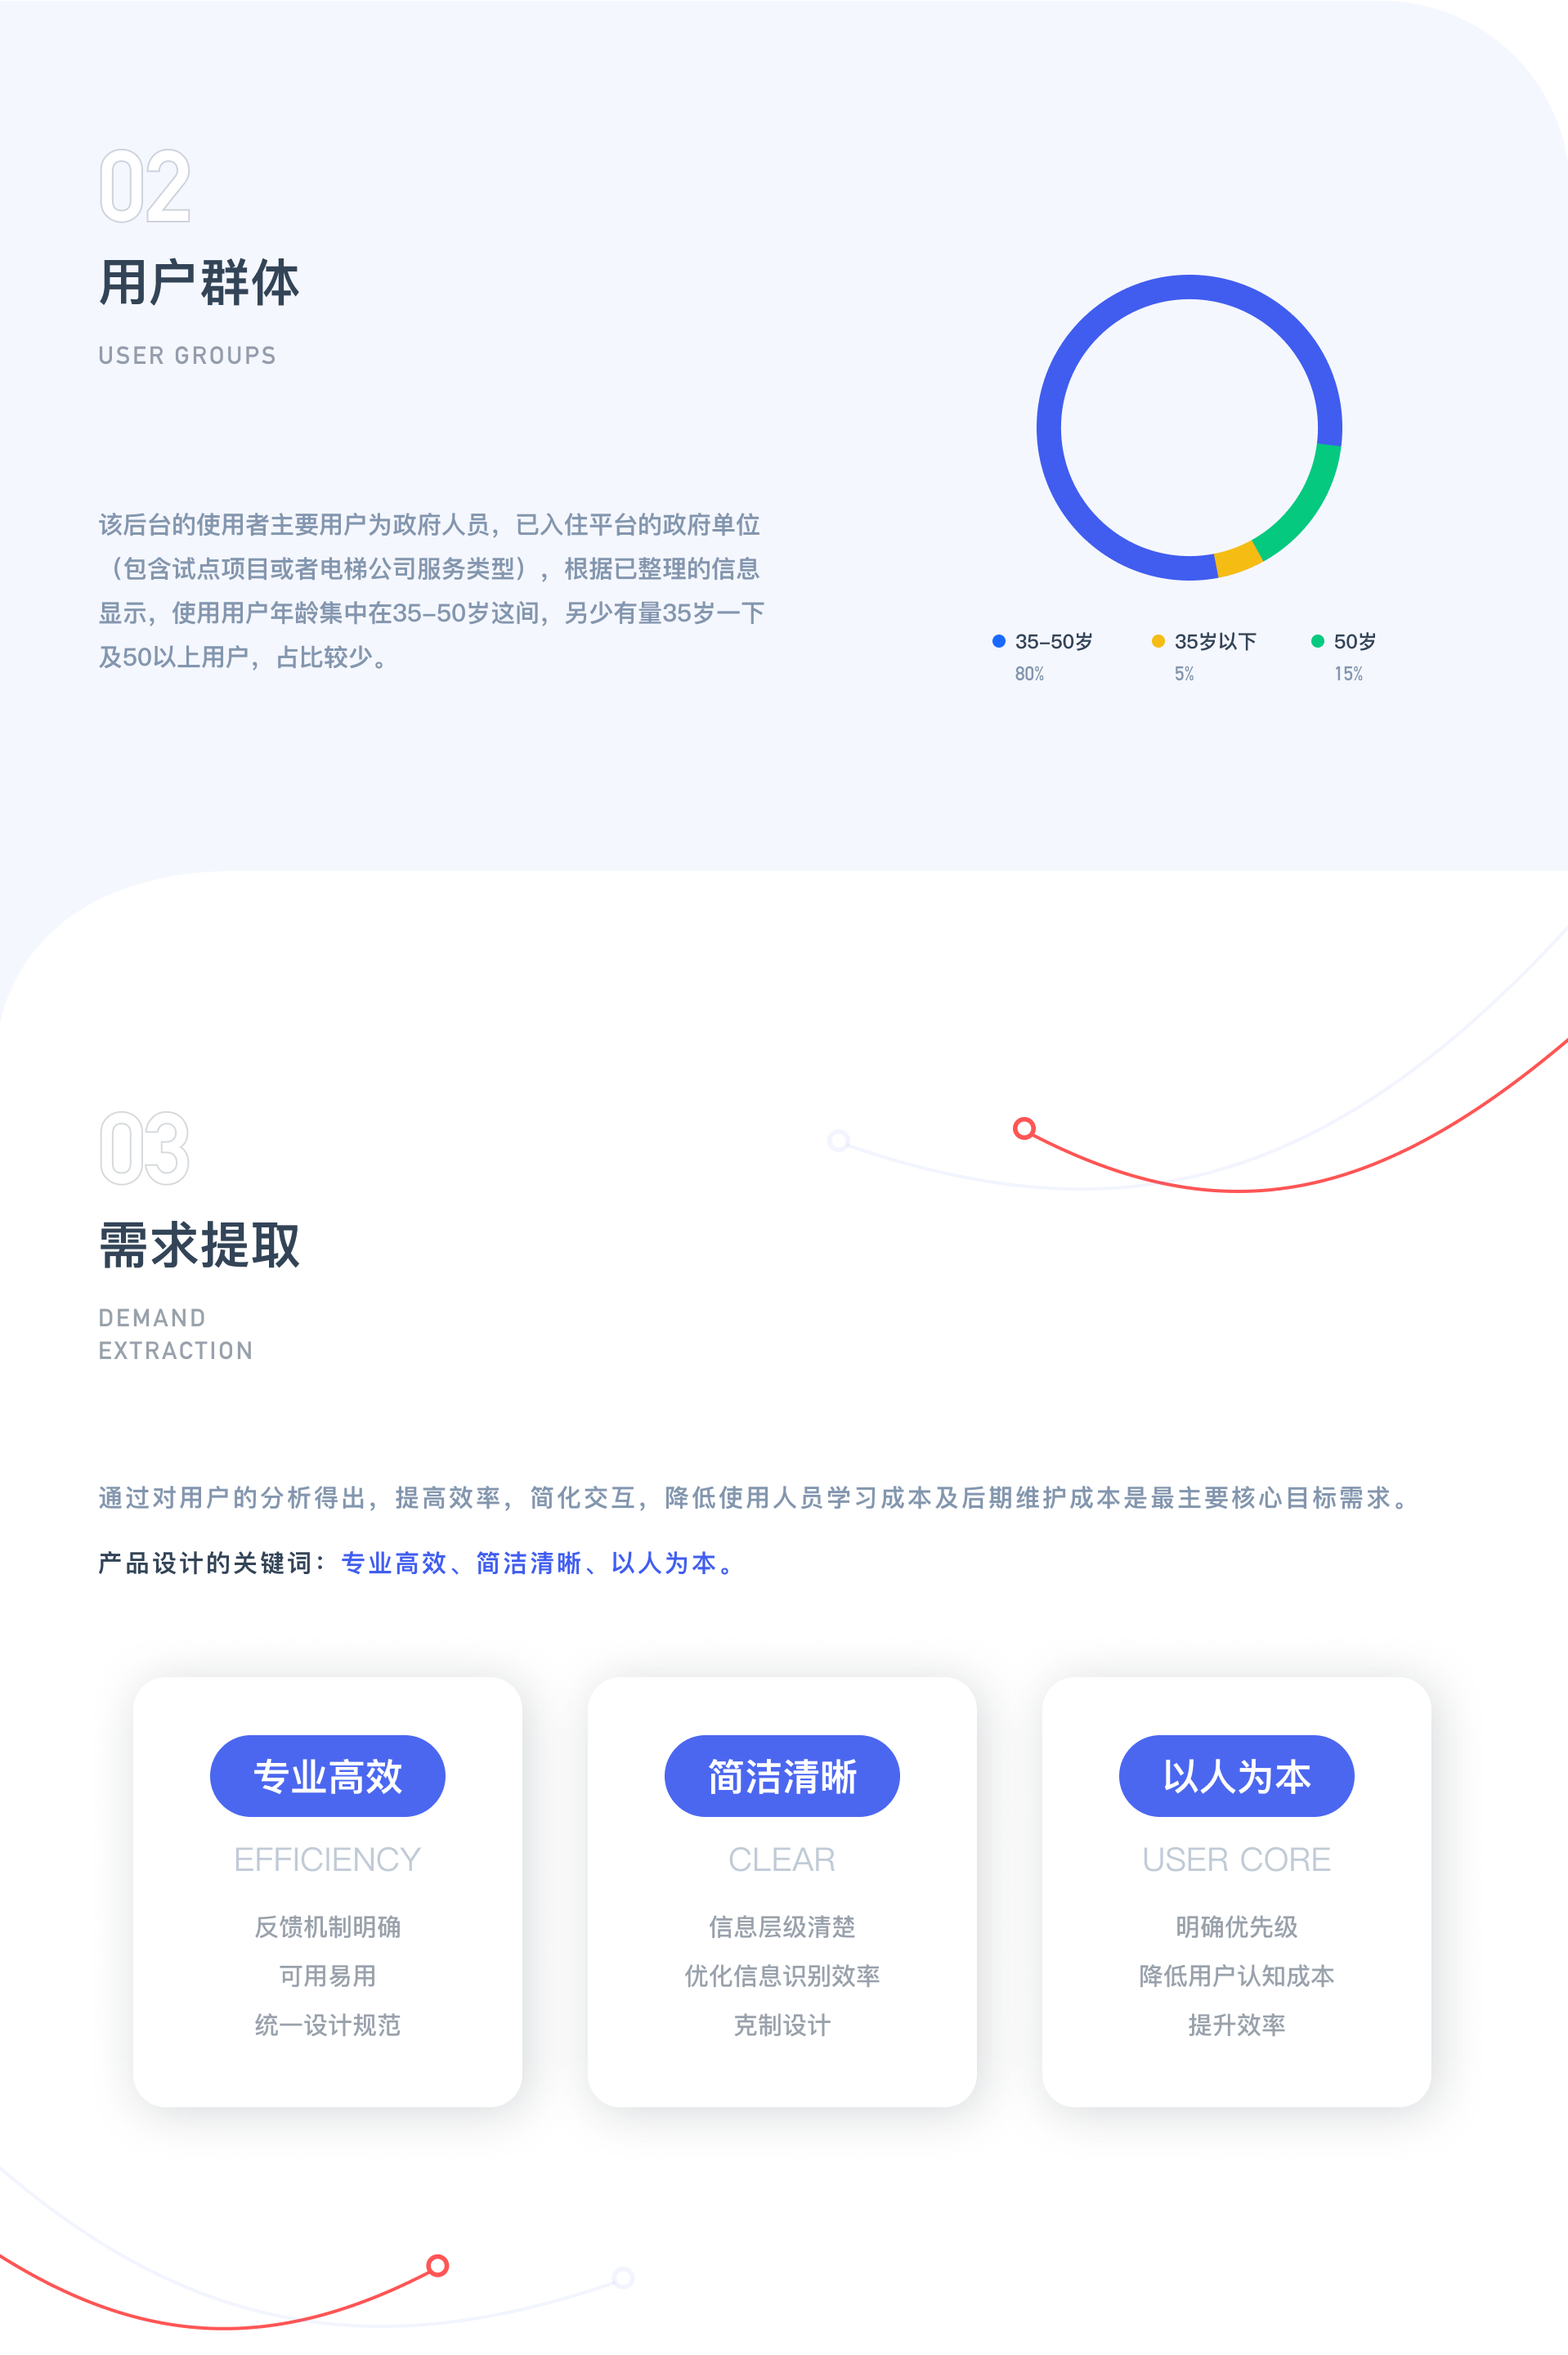 02
用户群体
USER GROUPS
该后台的使用者主要用户为政府人员，已入住平台的政府单位
（包含试点项目或者电梯公司服务类型），根据已整理的信息
显示，使用用户年龄集中在35–50岁这间，另少有量35岁一下
及50以上用户，占比较少。
35–50岁
80%
35岁以下
5%
50岁
15%
03
需求提取
DEMAND
EXTRACTION
通过对用户的分析得出，提高效率，简化交互，降低使用人员学习成本及后期维护成本是最主要核心目标需求。
产品设计的关键词：专业高效、简洁清晰、以人为本。
专业高效
EFFICIENCY
反馈机制明确
可用易用
统一设计规范
简洁清晰
CLEAR
信息层级清楚
优化信息识别效率
克制设计
以人为本
USER CORE
明确优先级
降低用户认知成本
提升效率